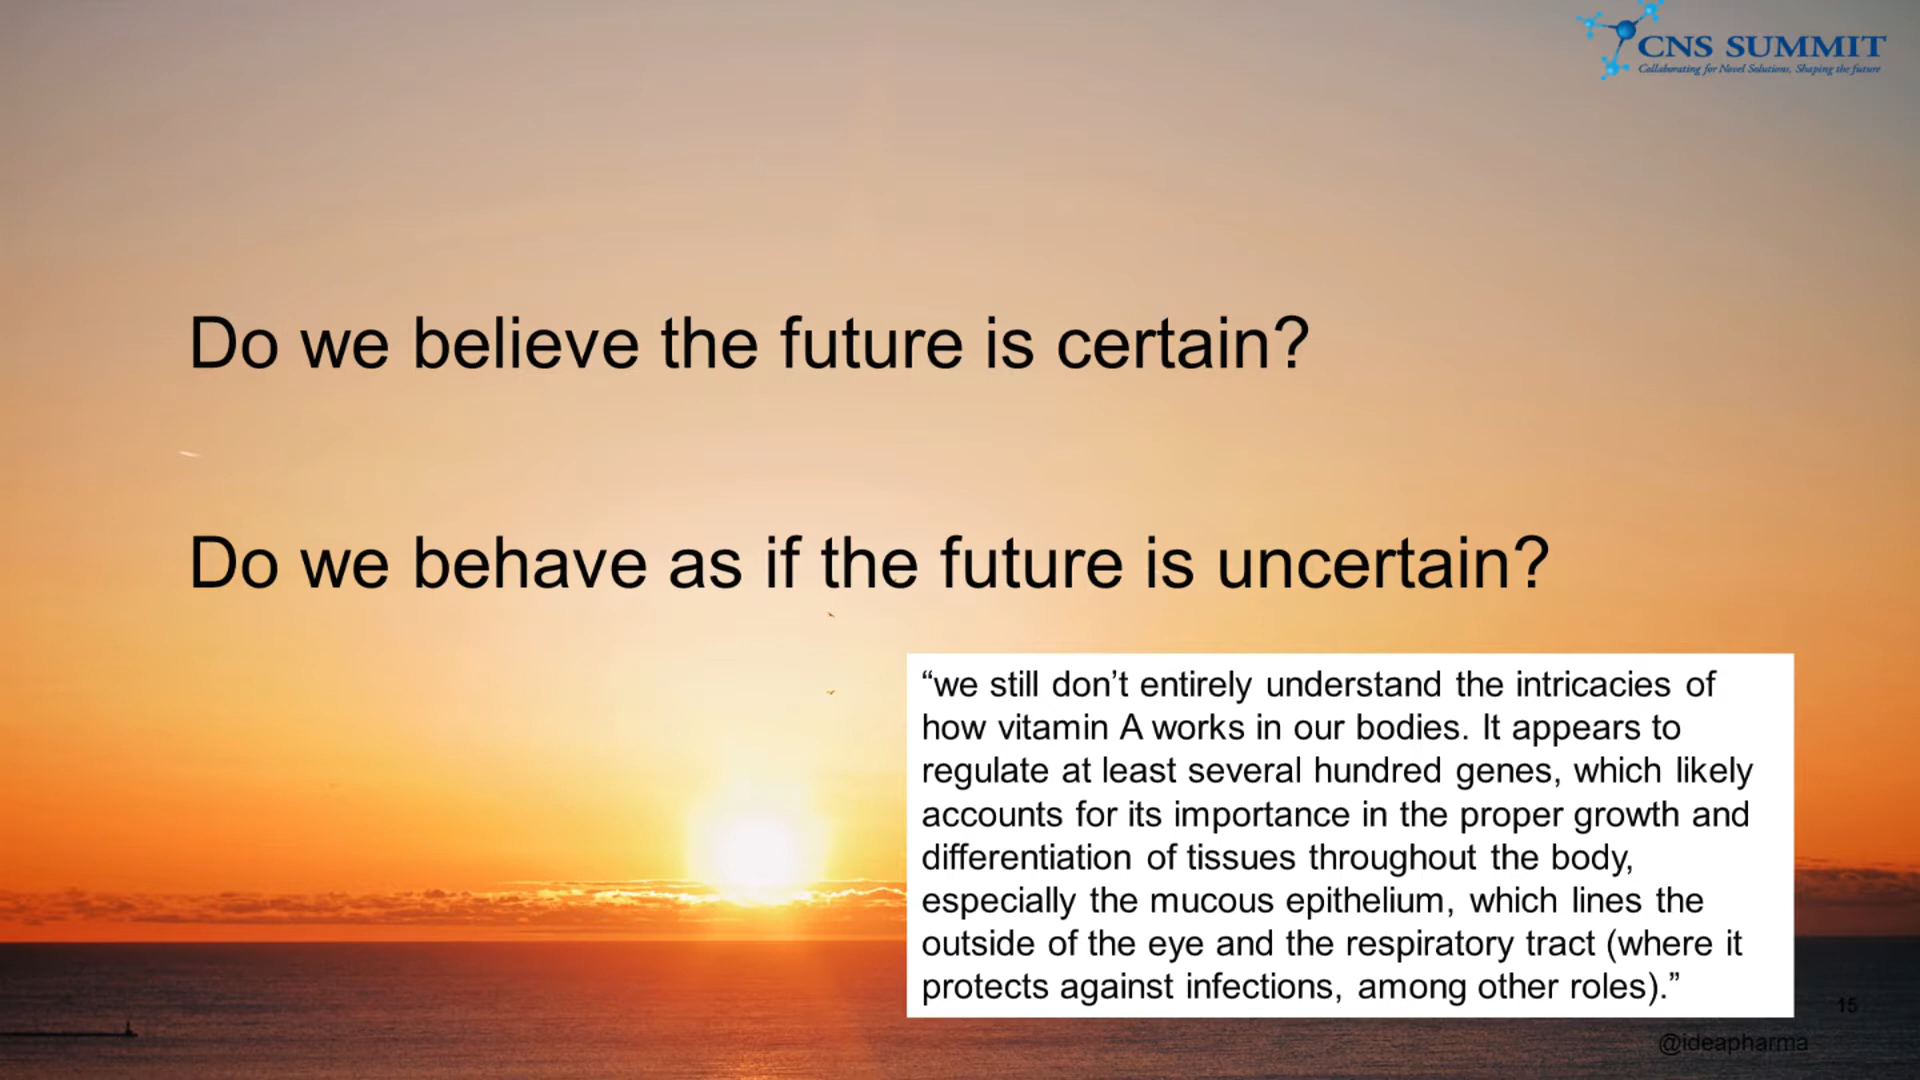 CNS SUMMIT
Collaborating for Novel Solutions, Shaping the future
Do we believe the future is certain?
Do we behave as if the future is uncertain?
“we still don’t entirely understand the intricacies of
how vitamin A works in our bodies. It appears to
regulate at least several hundred genes, which likely
accounts for its importance in the proper growth and
differentiation of tissues throughout the body,
especially the mucous epithelium, which lines the
outside of the eye and the respiratory tract (where it
protects against infections, among other roles).”
15
@ideapharma